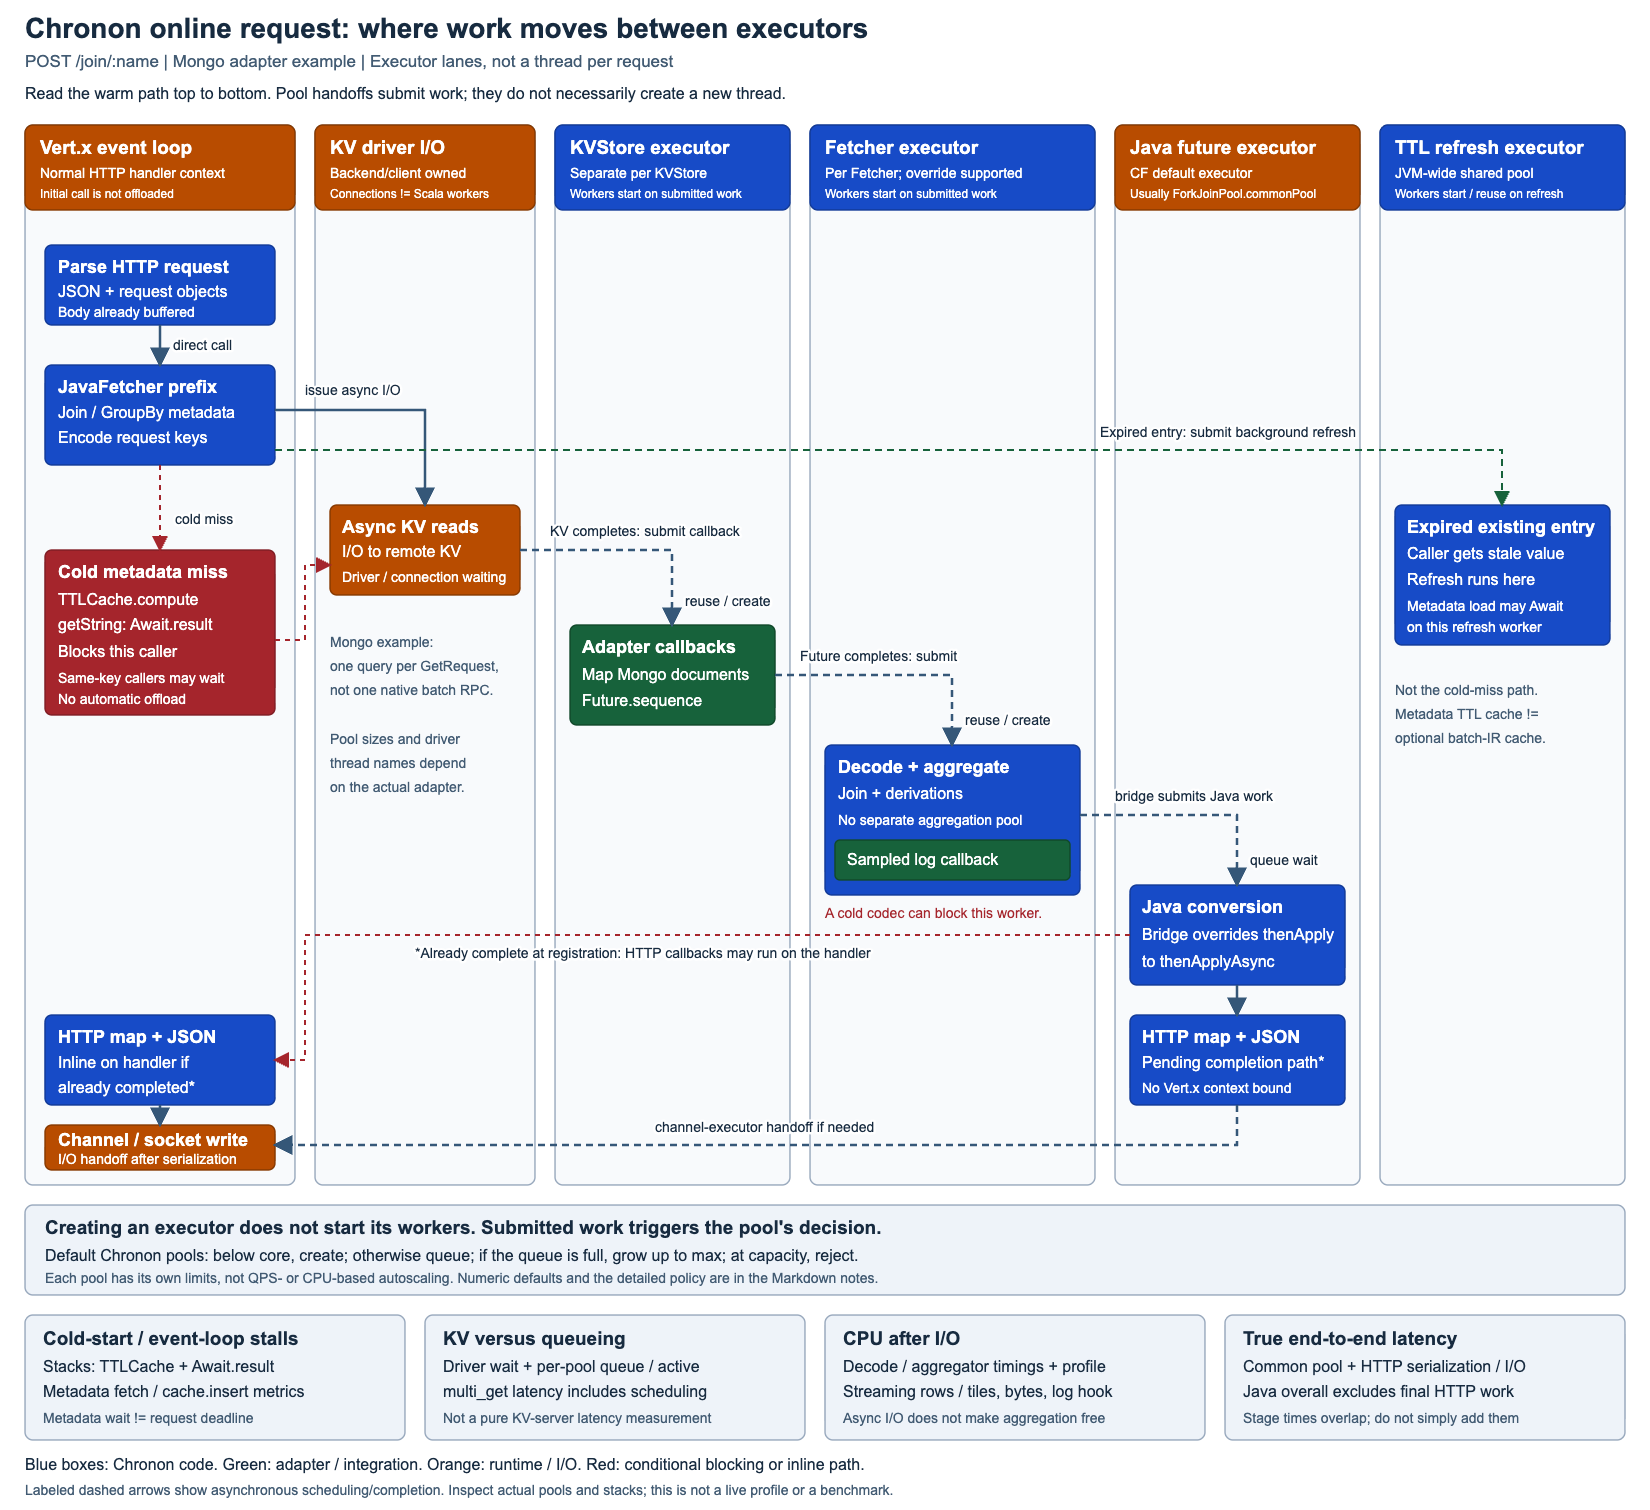 Chronon online request: where work moves between executors
POST /join/:name | Mongo adapter example | Executor lanes, not a thread per request
Read the warm path top to bottom. Pool handoffs submit work; they do not necessarily create a new thread.
Vert.x event loop
Normal HTTP handler context
Initial call is not offloaded
KV driver I/O
Backend/client owned
Connections != Scala workers
KVStore executor
Separate per KVStore
Workers start on submitted work
Fetcher executor
Per Fetcher; override supported
Workers start on submitted work
Java future executor
CF default executor
Usually ForkJoinPool.commonPool
TTL refresh executor
JVM-wide shared pool
Workers start / reuse on refresh
Parse HTTP request
JSON + request objects
Body already buffered
direct call
JavaFetcher prefix
Join / GroupBy metadata
Encode request keys
issue async I/O
Expired entry: submit background refresh
cold miss
Cold metadata miss
TTLCache.compute
getString: Await.result
Blocks this caller
Same-key callers may wait
No automatic offload
Async KV reads
I/O to remote KV
Driver / connection waiting
KV completes: submit callback
reuse / create
Mongo example:
one query per GetRequest,
not one native batch RPC.
Pool sizes and driver
thread names depend
on the actual adapter.
Adapter callbacks
Map Mongo documents
Future.sequence
Future completes: submit
reuse / create
Expired existing entry
Caller gets stale value
Refresh runs here
Metadata load may Await
on this refresh worker
Not the cold-miss path.
Metadata TTL cache !=
optional batch-IR cache.
Decode + aggregate
Join + derivations
No separate aggregation pool
Sampled log callback
A cold codec can block this worker.
bridge submits Java work
queue wait
Java conversion
Bridge overrides thenApply
to thenApplyAsync
*Already complete at registration: HTTP callbacks may run on the handler
HTTP map + JSON
Inline on handler if
already completed*
HTTP map + JSON
Pending completion path*
No Vert.x context bound
channel-executor handoff if needed
Channel / socket write
I/O handoff after serialization
Creating an executor does not start its workers. Submitted work triggers the pool's decision.
Default Chronon pools: below core, create; otherwise queue; if the queue is full, grow up to max; at capacity, reject.
Each pool has its own limits, not QPS- or CPU-based autoscaling. Numeric defaults and the detailed policy are in the Markdown notes.
Cold-start / event-loop stalls
Stacks: TTLCache + Await.result
Metadata fetch / cache.insert metrics
Metadata wait != request deadline
KV versus queueing
Driver wait + per-pool queue / active
multi_get latency includes scheduling
Not a pure KV-server latency measurement
CPU after I/O
Decode / aggregator timings + profile
Streaming rows / tiles, bytes, log hook
Async I/O does not make aggregation free
True end-to-end latency
Common pool + HTTP serialization / I/O
Java overall excludes final HTTP work
Stage times overlap; do not simply add them
Blue boxes: Chronon code. Green: adapter / integration. Orange: runtime / I/O. Red: conditional blocking or inline path.
Labeled dashed arrows show asynchronous scheduling/completion. Inspect actual pools and stacks; this is not a live profile or a benchmark.